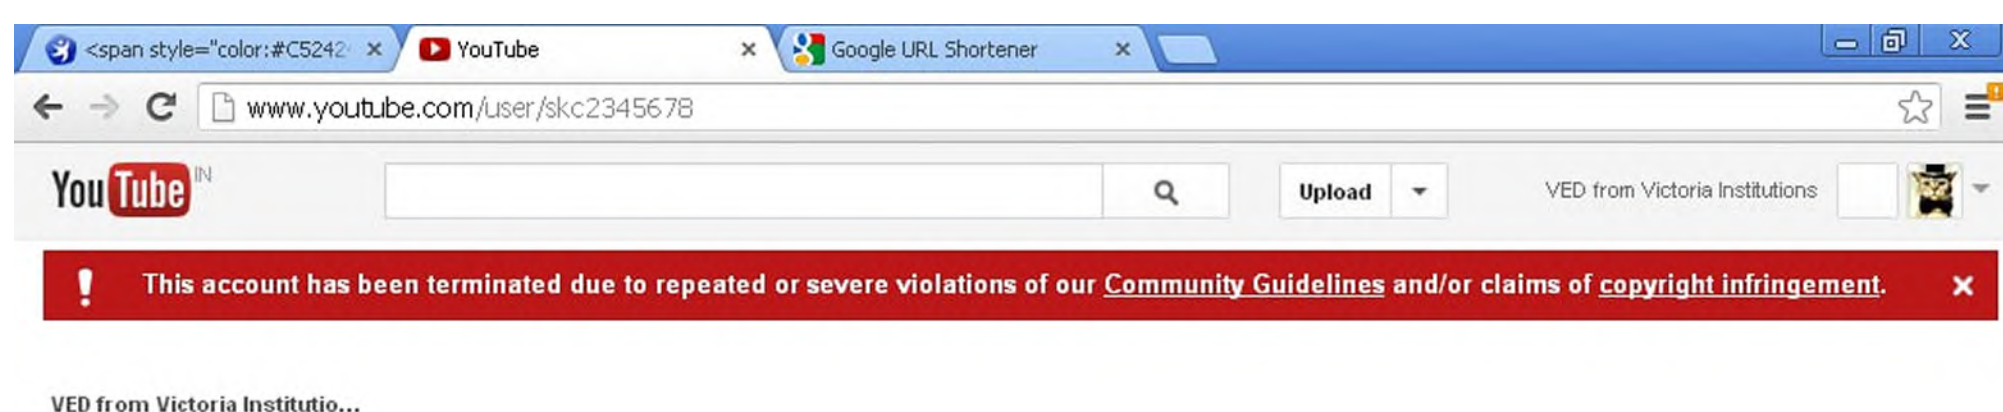 <span style="color:#C5242 YouTube Google URL Shortener
www.youtube.com/user/skc2345678
YouTube IN Upload VED from Victoria Institutions
This account has been terminated due to repeated or severe violations of our Community Guidelines and/or claims of copyright infringement.
VED from Victoria Institutio...